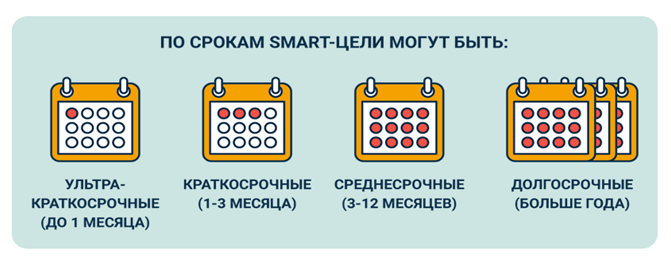 ПО СРОКАМ SMART-ЦЕЛИ МОГУТ БЫТЬ:
УЛЬТРА-
КРАТКОСРОЧНЫЕ
(ДО 1 МЕСЯЦА)
КРАТКОСРОЧНЫЕ
(1-3 МЕСЯЦА)
СРЕДНЕСРОЧНЫЕ
(3-12 МЕСЯЦЕВ)
ДОЛГОСРОЧНЫЕ
(БОЛЬШЕ ГОДА)